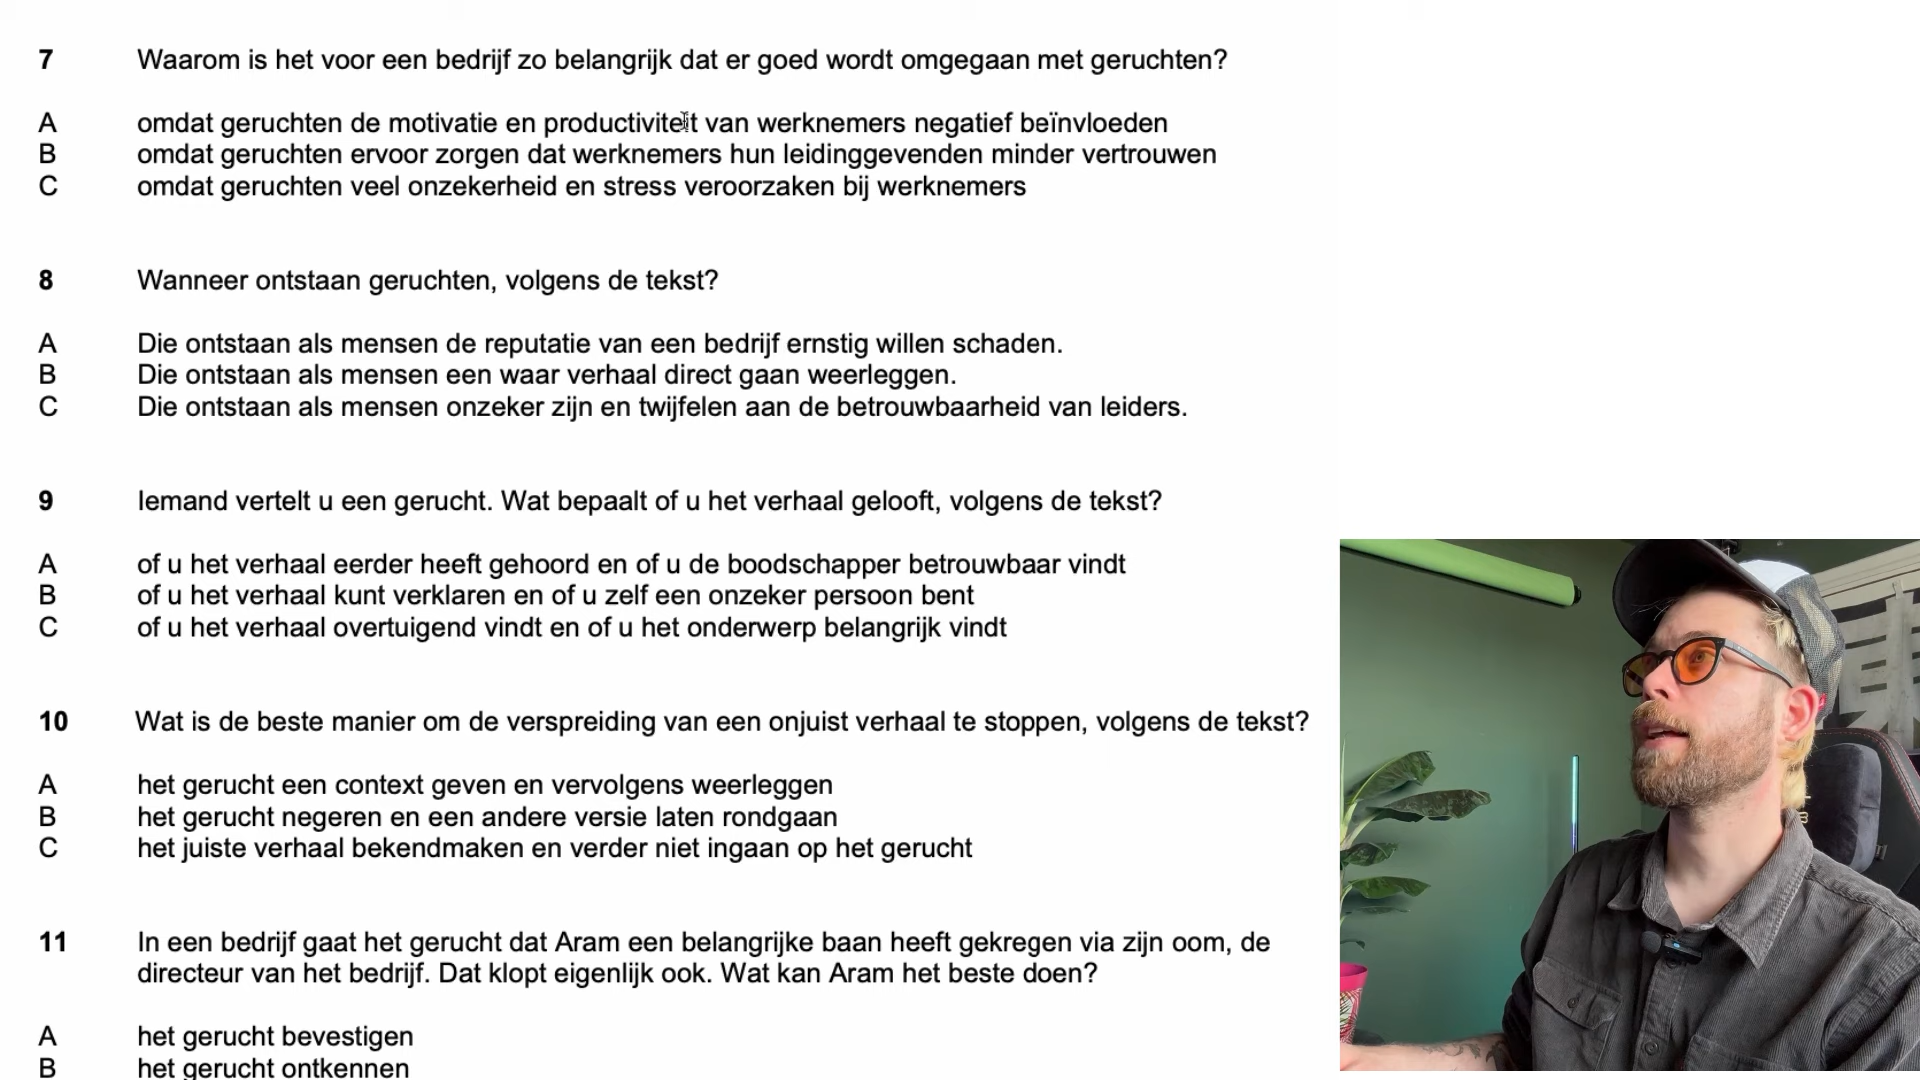 7 Waarom is het voor een bedrijf zo belangrijk dat er goed wordt omgegaan met geruchten?
A omdat geruchten de motivatie en productiviteit van werknemers negatief beïnvloeden
B omdat geruchten ervoor zorgen dat werknemers hun leidinggevenden minder vertrouwen
C omdat geruchten veel onzekerheid en stress veroorzaken bij werknemers
8 Wanneer ontstaan geruchten, volgens de tekst?
A Die ontstaan als mensen de reputatie van een bedrijf ernstig willen schaden.
B Die ontstaan als mensen een waar verhaal direct gaan weerleggen.
C Die ontstaan als mensen onzeker zijn en twijfelen aan de betrouwbaarheid van leiders.
9 Iemand vertelt u een gerucht. Wat bepaalt of u het verhaal gelooft, volgens de tekst?
A of u het verhaal eerder heeft gehoord en of u de boodschapper betrouwbaar vindt
B of u het verhaal kunt verklaren en of u zelf een onzeker persoon bent
C of u het verhaal overtuigend vindt en of u het onderwerp belangrijk vindt
10 Wat is de beste manier om de verspreiding van een onjuist verhaal te stoppen, volgens de tekst?
A het gerucht een context geven en vervolgens weerleggen
B het gerucht negeren en een andere versie laten rondgaan
C het juiste verhaal bekendmaken en verder niet ingaan op het gerucht
11 In een bedrijf gaat het gerucht dat Aram een belangrijke baan heeft gekregen via zijn oom, de
directeur van het bedrijf. Dat klopt eigenlijk ook. Wat kan Aram het beste doen?
A het gerucht bevestigen
B het gerucht ontkennen